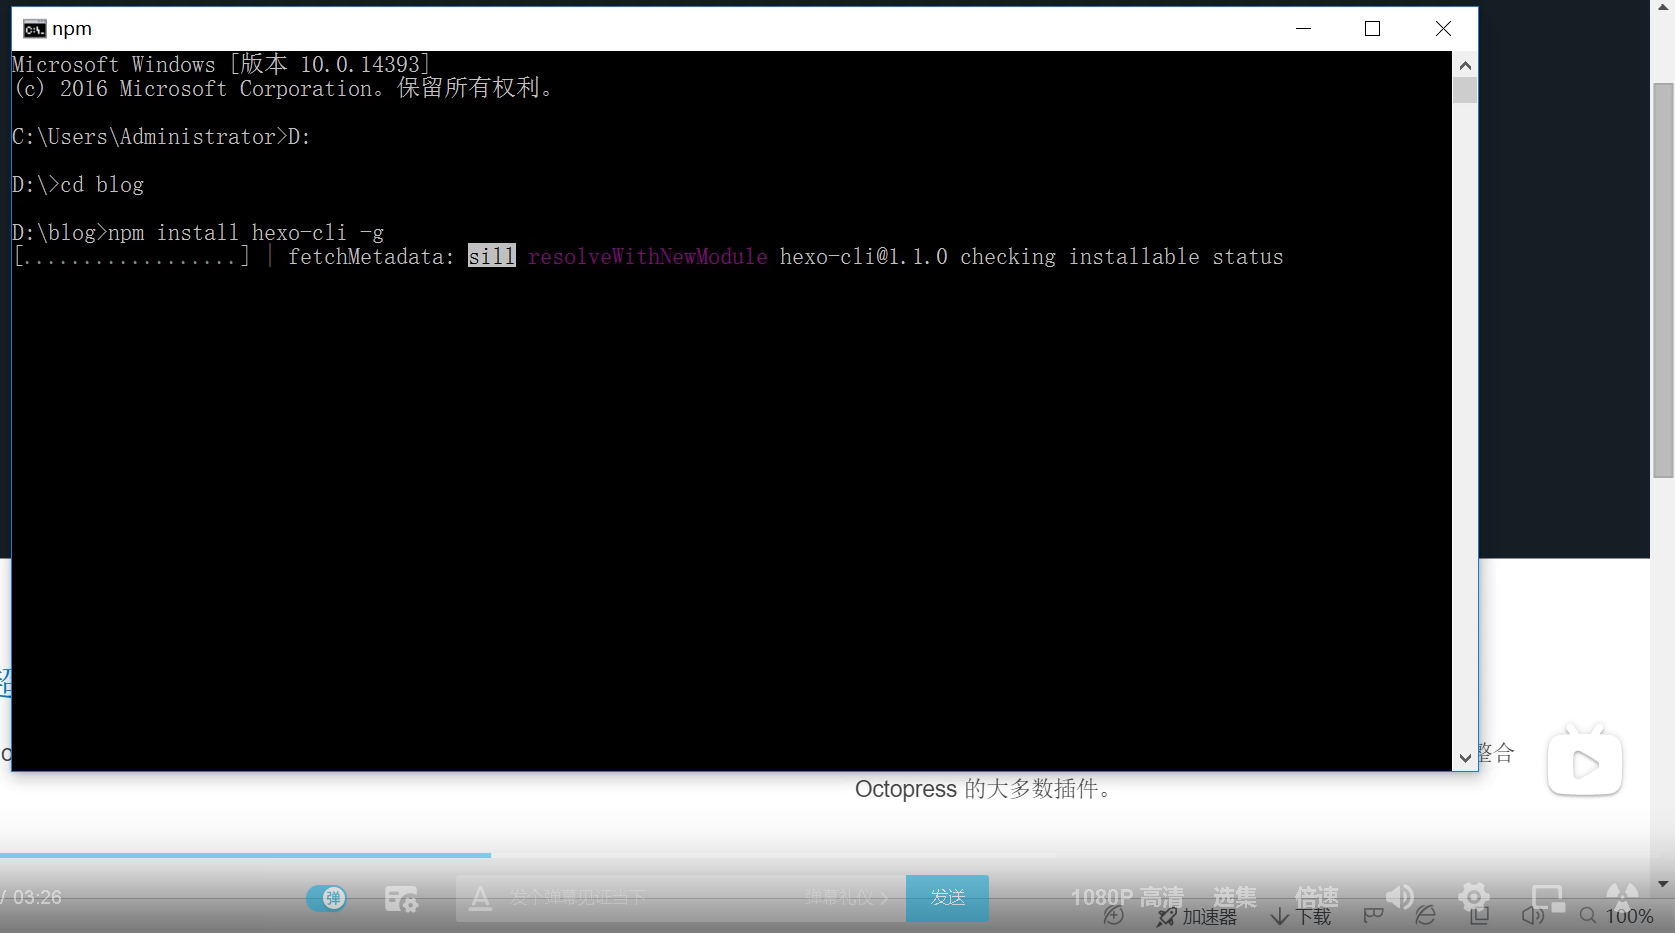 npm
Microsoft Windows [版本 10.0.14393]
(c) 2016 Microsoft Corporation。保留所有权利。
C:\Users\Administrator>D:
D:\>cd blog
D:\blog>npm install hexo-cli -g
[..................] | fetchMetadata: sill resolveWithNewModule hexo-cli@1.1.0 checking installable status
整合
Octopress 的大多数插件。
/ 03:26
弹
发个弹幕见证当下
弹幕礼仪 >
发送
1080P 高清
选集
倍速
加速器
下载
100%